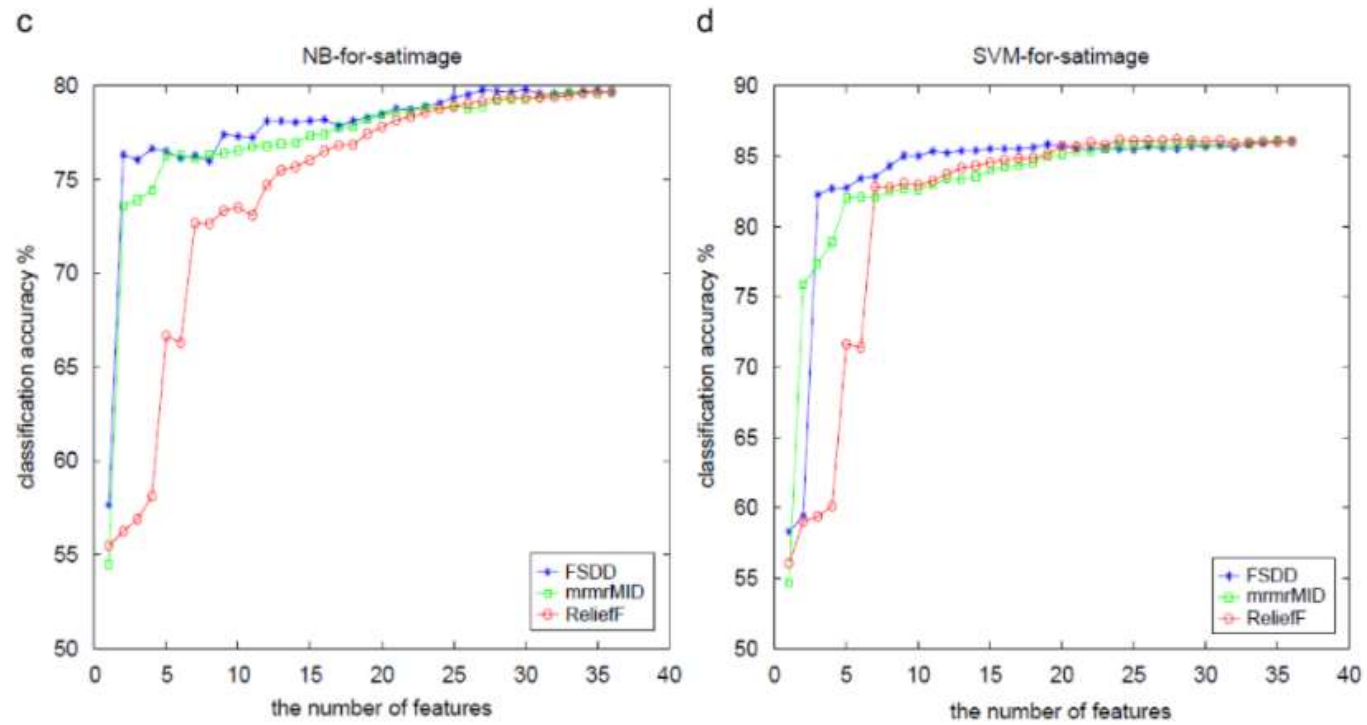 c
NB-for-satimage
80
75
70
65
60
55
50
classification accuracy %
0 5 10 15 20 25 30 35 40
the number of features
FSDD
mrmrMID
ReliefF
d
SVM-for-satimage
90
85
80
75
70
65
60
55
50
classification accuracy %
0 5 10 15 20 25 30 35 40
the number of features
FSDD
mrmrMID
ReliefF